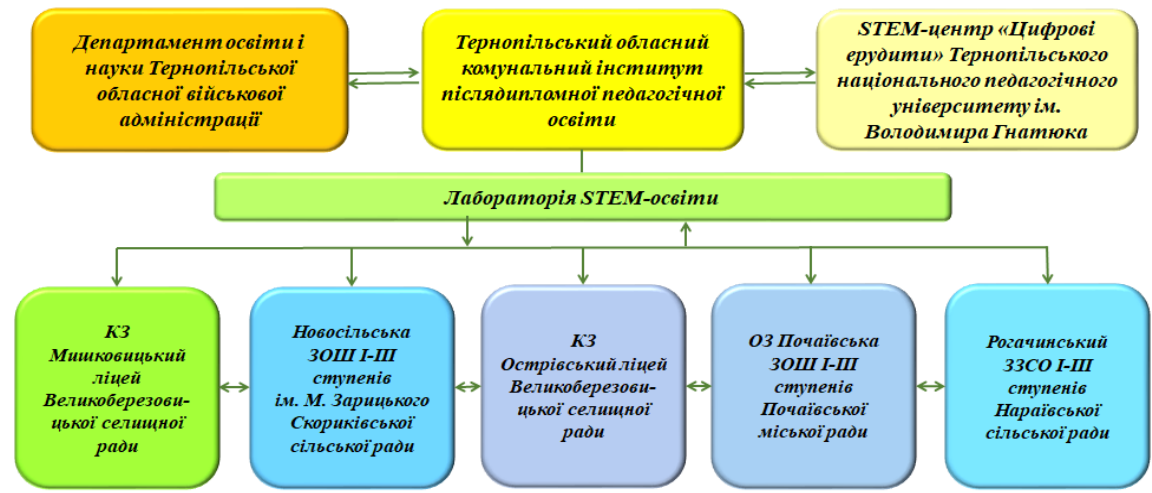 Департамент освіти і
науки Тернопільської
обласної військової
адміністрації
Тернопільський обласний
комунальний інститут
післядипломної педагогічної
освіти
STEM-центр «Цифрові
ерудити» Тернопільського
національного педагогічного
університету ім.
Володимира Гнатюка
Лабораторія STEM-освіти
КЗ
Мишковицький
ліцей
Великоберезови-
цької селищної
ради
Новосільська
ЗОШ І-ІІІ
ступенів
ім. М. Зарицького
Скориківської
сільської ради
КЗ
Острівський ліцей
Великоберезови-
цької селищної
ради
ОЗ Почаївська
ЗОШ І-ІІІ
ступенів
Почаївської
міської ради
Рогачинський
ЗЗСО І-ІІІ
ступенів
Нараївської
сільської ради